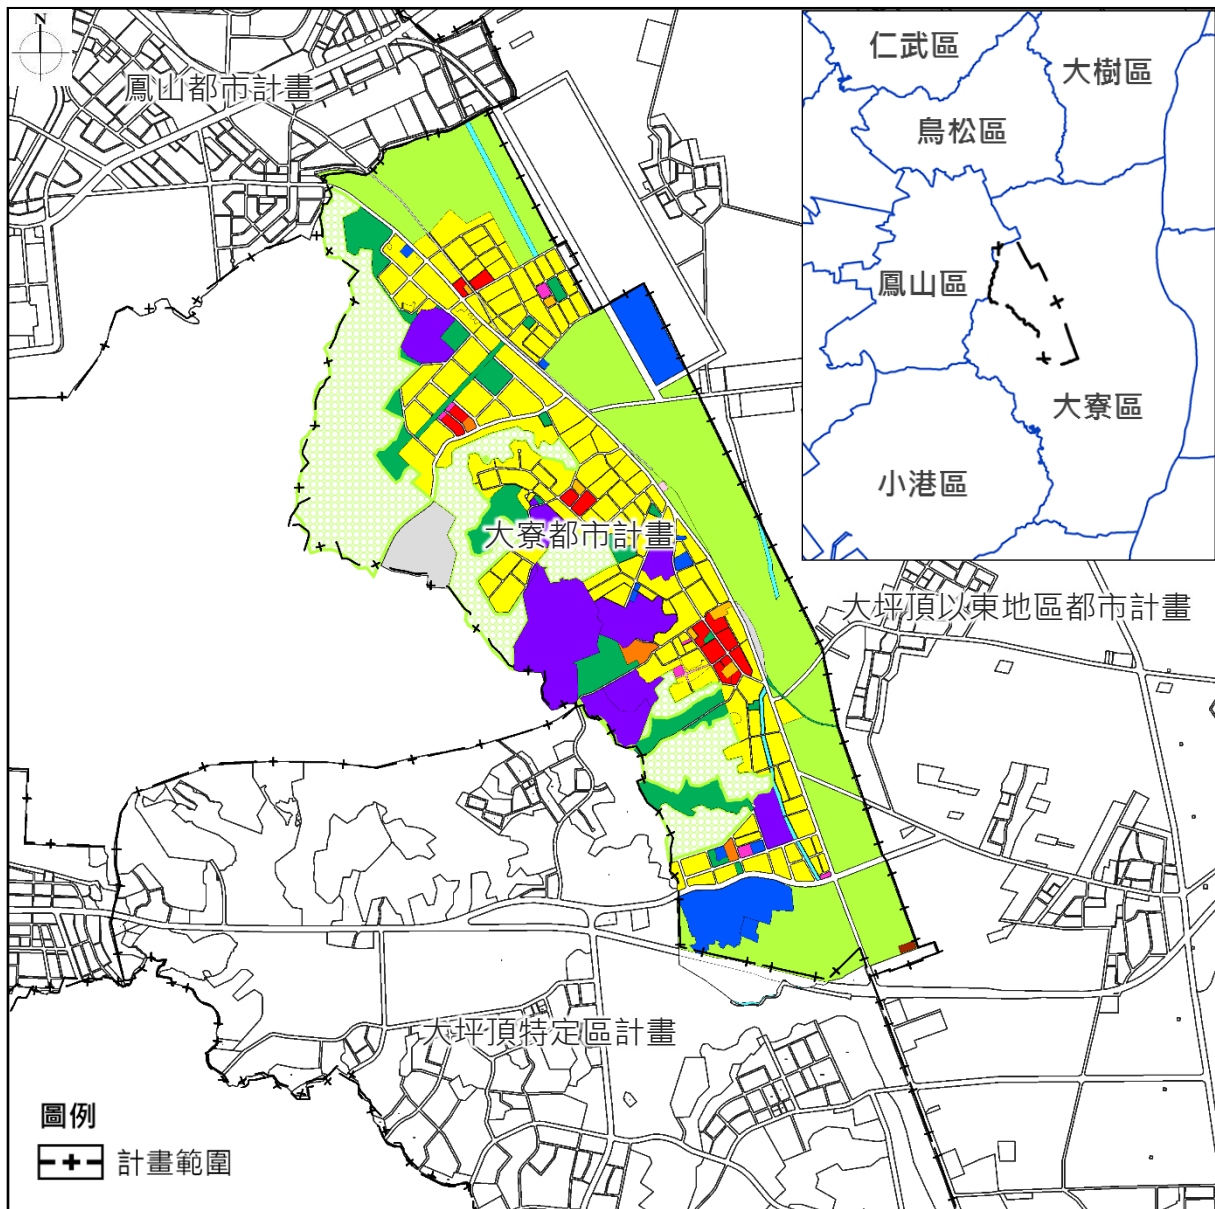 N
鳳山都市計畫
仁武區
大樹區
鳥松區
鳳山區
大寮區
小港區
大寮都市計畫
大坪頂以東地區都市計畫
大坪頂特定區計畫
圖例
計畫範圍